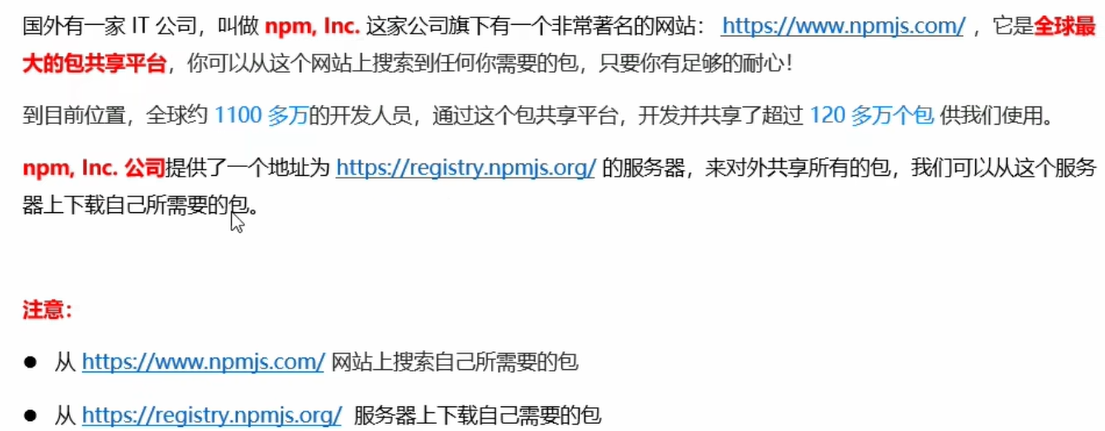 国外有一家 IT 公司，叫做 npm, Inc. 这家公司旗下有一个非常著名的网站： https://www.npmjs.com/ ，它是全球最
大的包共享平台，你可以从这个网站上搜索到任何你需要的包，只要你有足够的耐心！
到目前位置，全球约 1100 多万的开发人员，通过这个包共享平台，开发并共享了超过 120 多万个包 供我们使用。
npm, Inc. 公司提供了一个地址为 https://registry.npmjs.org/ 的服务器，来对外共享所有的包，我们可以从这个服务
器上下载自己所需要的包。
注意：
● 从 https://www.npmjs.com/ 网站上搜索自己所需要的包
● 从 https://registry.npmjs.org/ 服务器上下载自己需要的包